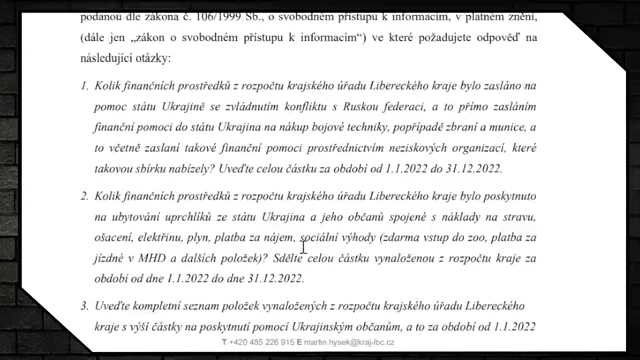 podanou dle zákona č. 106/1999 Sb., o svobodném přístupu k informacím, v platném znění,
(dále jen „zákon o svobodném přístupu k informacím“) ve které požadujete odpověď na
následující otázky:
1. Kolik finančních prostředků z rozpočtu krajského úřadu Libereckého kraje bylo zasláno na
pomoc státu Ukrajině se zvládnutím konfliktu s Ruskou federaci, a to přímo zasláním
finanční pomoci do státu Ukrajina na nákup bojové techniky, popřípadě zbraní a munice, a
to včetně zaslaní takové finanční pomoci prostřednictvím neziskových organizací, které
takovou sbírku nabízely? Uveďte celou částku za období od 1.1.2022 do 31.12.2022.
2. Kolik finančních prostředků z rozpočtu krajského úřadu Libereckého kraje bylo poskytnuto
na ubytování uprchlíků ze státu Ukrajina a jeho občanů spojené s náklady na stravu,
ošacení, elektřinu, plyn, platba za nájem, sociální výhody (zdarma vstup do zoo, platba za
jízdné v MHD a dalších položek)? Sdělte celou částku vynaloženou z rozpočtu kraje za
období od dne 1.1.2022 do dne 31.12.2022.
3. Uveďte kompletní seznam položek vynaložených z rozpočtu krajského úřadu Libereckého
kraje s výší částky na poskytnutí pomocí Ukrajinským občanům, a to za období od 1.1.2022
T +420 485 226 915 E martin.hysek@kraj-lbc.cz